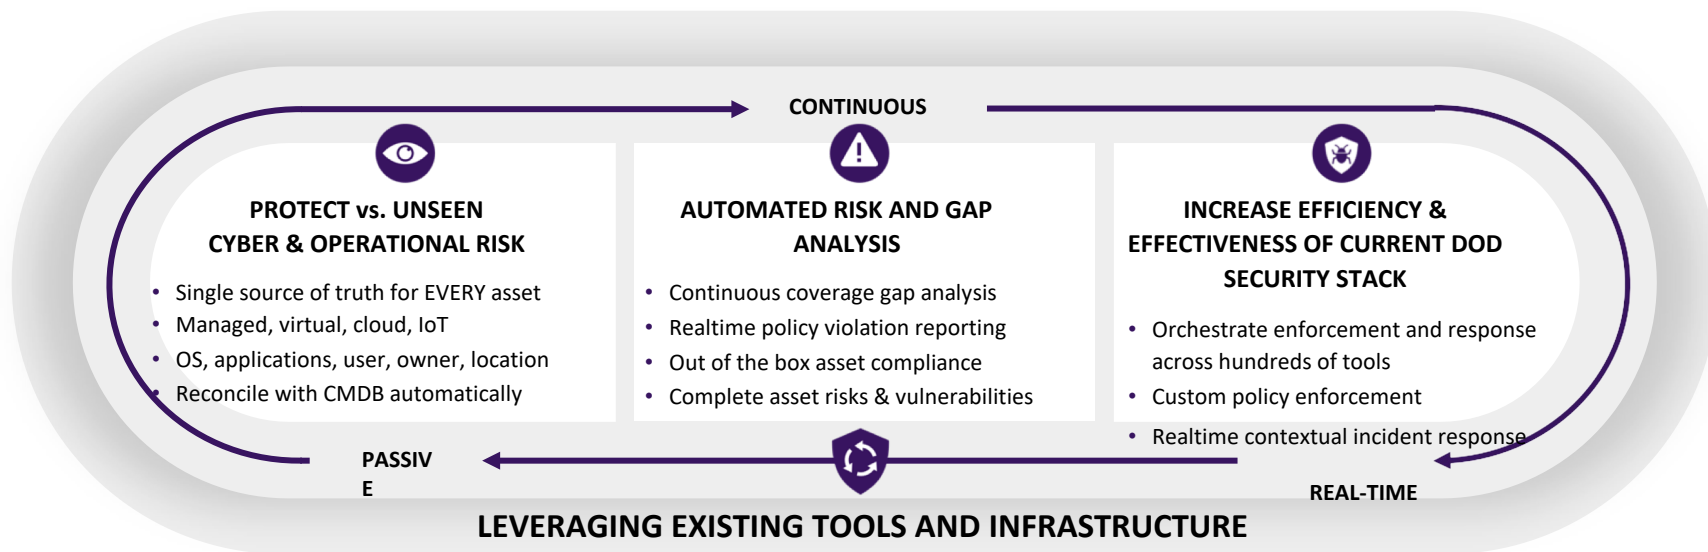 CONTINUOUS
PROTECT vs. UNSEEN
CYBER & OPERATIONAL RISK
• Single source of truth for EVERY asset
• Managed, virtual, cloud, IoT
• OS, applications, user, owner, location
• Reconcile with CMDB automatically
AUTOMATED RISK AND GAP
ANALYSIS
• Continuous coverage gap analysis
• Realtime policy violation reporting
• Out of the box asset compliance
• Complete asset risks & vulnerabilities
INCREASE EFFICIENCY &
EFFECTIVENESS OF CURRENT DOD
SECURITY STACK
• Orchestrate enforcement and response
across hundreds of tools
• Custom policy enforcement
• Realtime contextual incident response
PASSIV
E
REAL-TIME
LEVERAGING EXISTING TOOLS AND INFRASTRUCTURE